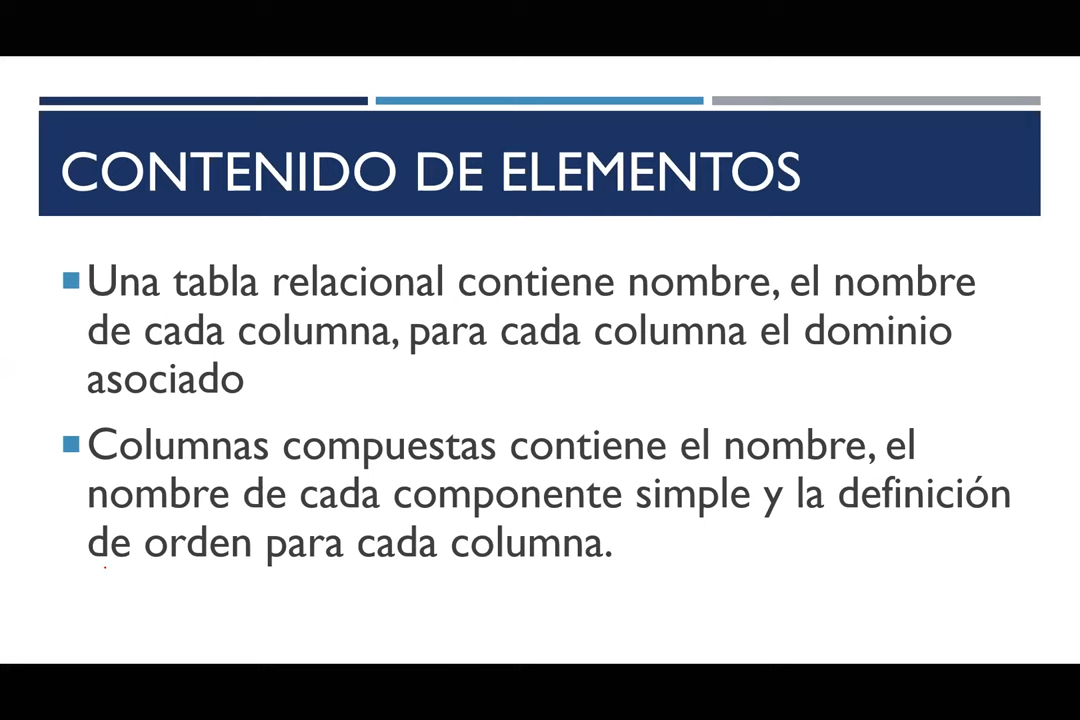 CONTENIDO DE ELEMENTOS
Una tabla relacional contiene nombre, el nombre
de cada columna, para cada columna el dominio
asociado
Columnas compuestas contiene el nombre, el
nombre de cada componente simple y la definición
de orden para cada columna.